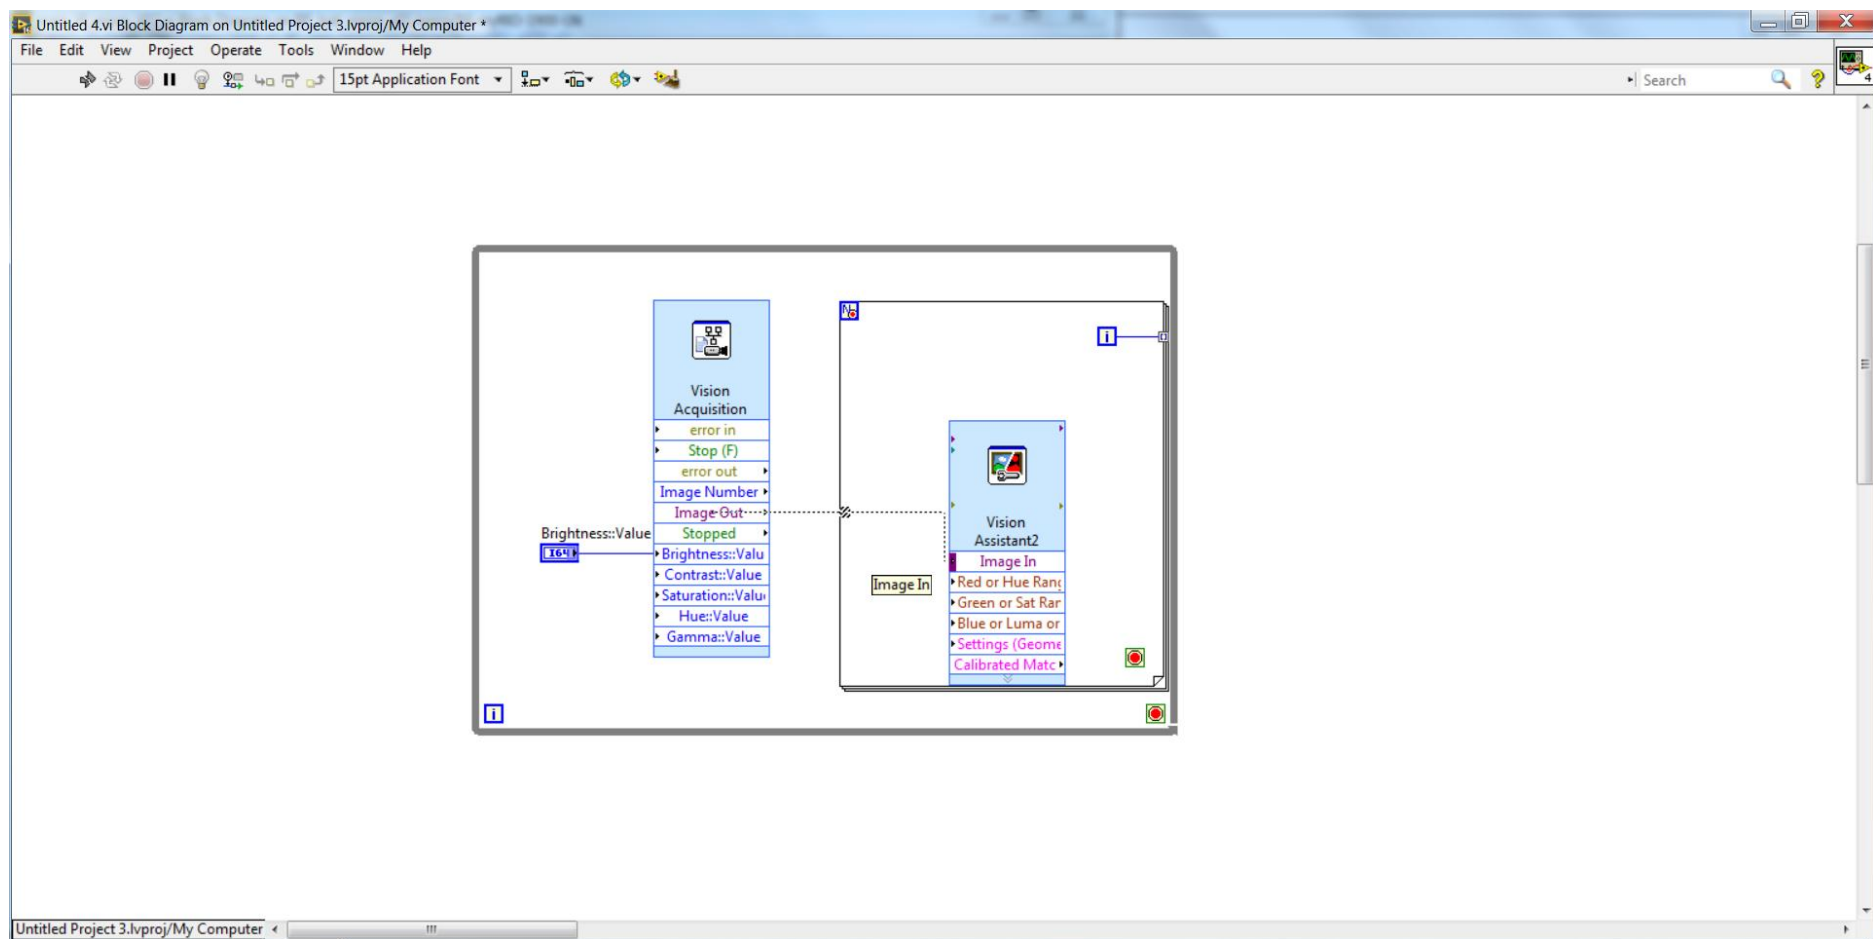 Untitled 4.vi Block Diagram on Untitled Project 3.lvproj/My Computer *
File Edit View Project Operate Tools Window Help
15pt Application Font
Search
4
N
i
Vision
Acquisition
error in
Stop (F)
error out
Image Number
Image Out
Brightness::Value
Stopped
I64
Brightness::Valu
Contrast::Value
Saturation::Valu
Hue::Value
Gamma::Value
Vision
Assistant2
Image In
Image In
Red or Hue Rang
Green or Sat Rar
Blue or Luma or
Settings (Geome
Calibrated Matc
i
Untitled Project 3.lvproj/My Computer